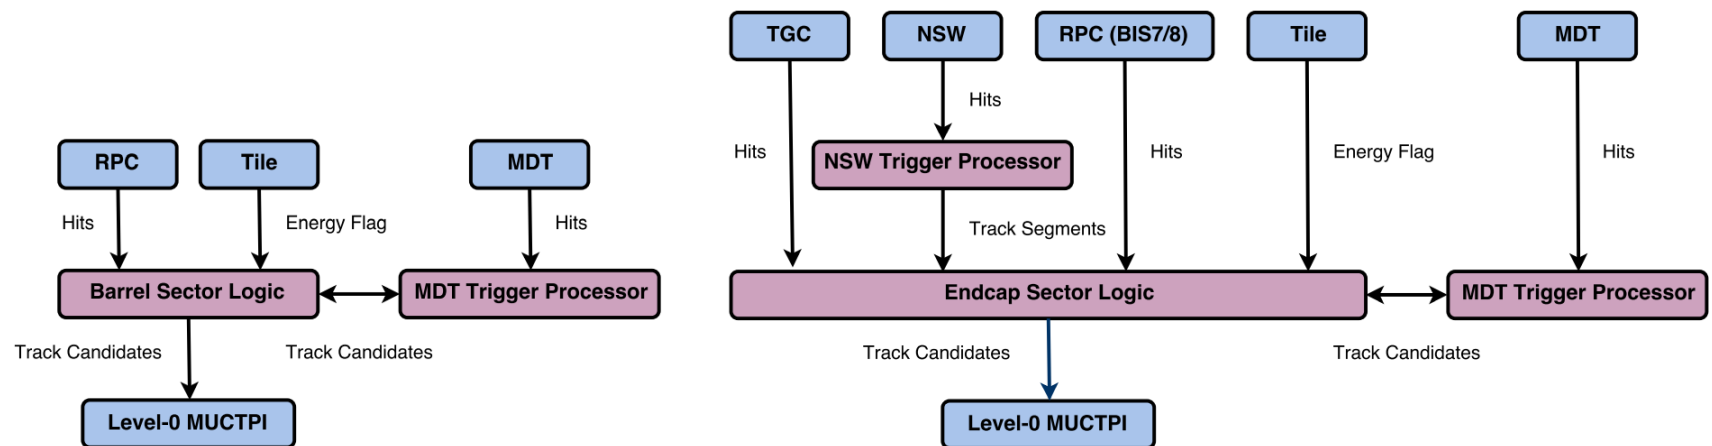 RPC
Tile
MDT
Hits
Energy Flag
Hits
Barrel Sector Logic
MDT Trigger Processor
Track Candidates
Track Candidates
Level-0 MUCTPI
TGC
NSW
RPC (BIS7/8)
Tile
MDT
Hits
Hits
NSW Trigger Processor
Hits
Energy Flag
Hits
Track Segments
Endcap Sector Logic
MDT Trigger Processor
Track Candidates
Track Candidates
Level-0 MUCTPI